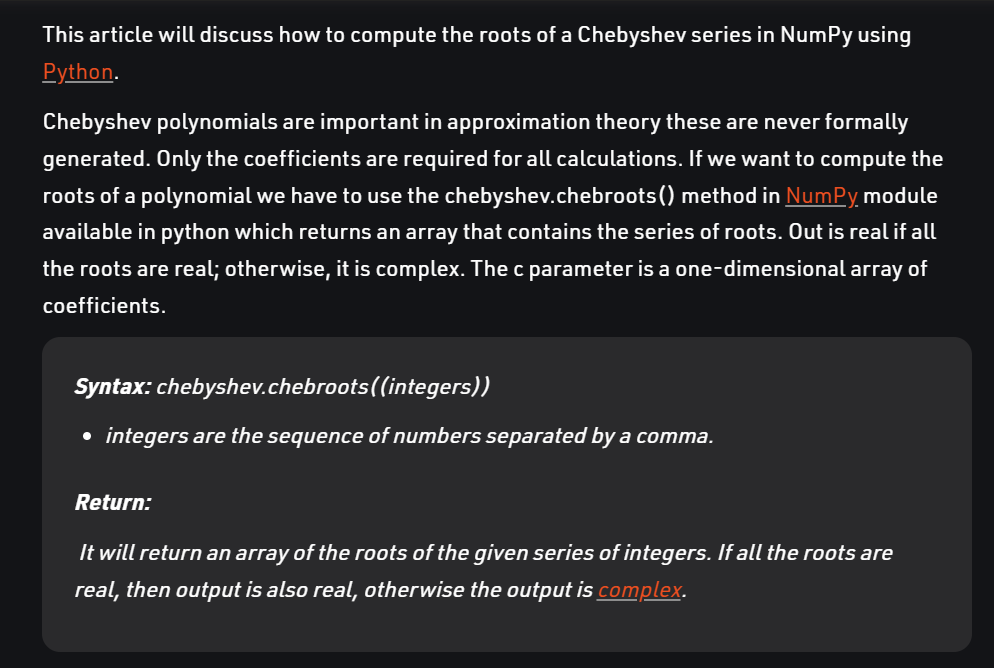 This article will discuss how to compute the roots of a Chebyshev series in NumPy using
Python.
Chebyshev polynomials are important in approximation theory these are never formally
generated. Only the coefficients are required for all calculations. If we want to compute the
roots of a polynomial we have to use the chebyshev.chebroots() method in NumPy module
available in python which returns an array that contains the series of roots. Out is real if all
the roots are real; otherwise, it is complex. The c parameter is a one-dimensional array of
coefficients.
Syntax: chebyshev.chebroots((integers))
• integers are the sequence of numbers separated by a comma.
Return:
It will return an array of the roots of the given series of integers. If all the roots are
real, then output is also real, otherwise the output is complex.